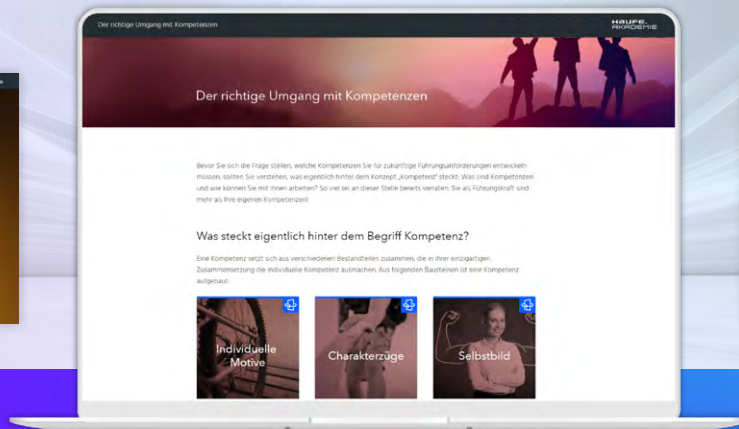 Der richtige Umgang mit Kompetenzen
HAUFE.
AKADEMIE
Der richtige Umgang mit Kompetenzen
Bevor Sie sich die Frage stellen, welche Kompetenzen Sie für zukünftige Führungsanforderungen entwickeln
müssen, sollten Sie verstehen, was eigentlich hinter dem Konzept „Kompetenz“ steckt: Was sind Kompetenzen
und wie können Sie mit ihnen arbeiten? So viel sei an dieser Stelle bereits verraten: Sie als Führungskraft sind
mehr als Ihre eigenen Kompetenzen!
Was steckt eigentlich hinter dem Begriff Kompetenz?
Eine Kompetenz setzt sich aus verschiedenen Bestandteilen zusammen, die in ihrer einzigartigen
Zusammensetzung die individuelle Kompetenz ausmachen. Aus folgenden Bausteinen ist eine Kompetenz
aufgebaut:
Individuelle
Motive
Charakterzüge
Selbstbild